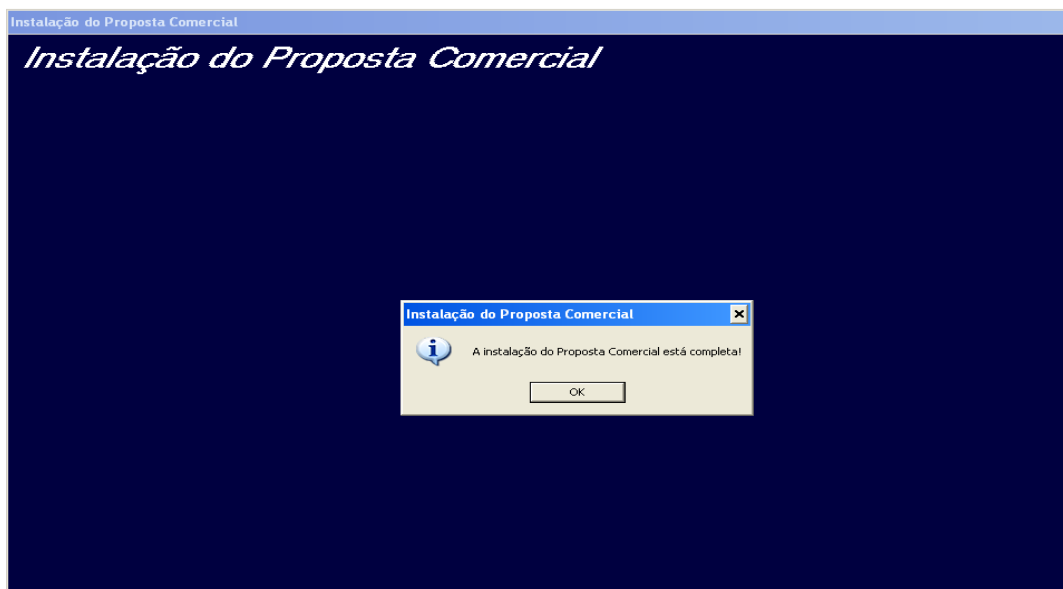 Instalação do Proposta Comercial
Instalação do Proposta Comercial
Instalação do Proposta Comercial
A instalação do Proposta Comercial está completa!
OK